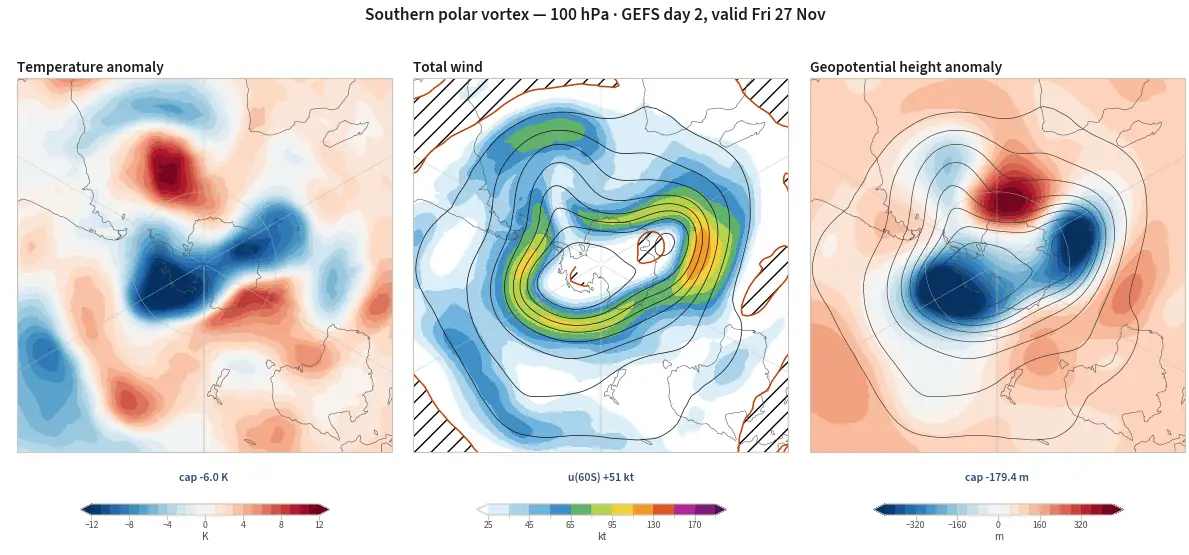 Southern polar vortex — 100 hPa · GEFS day 2, valid Fri 27 Nov
Temperature anomaly
Total wind
Geopotential height anomaly
cap -6.0 K
u(60S) +51 kt
cap -179.4 m
−12 −8 −4 0 4 8 12
K
25 45 65 95 130 170
kt
−320 −160 0 160 320
m